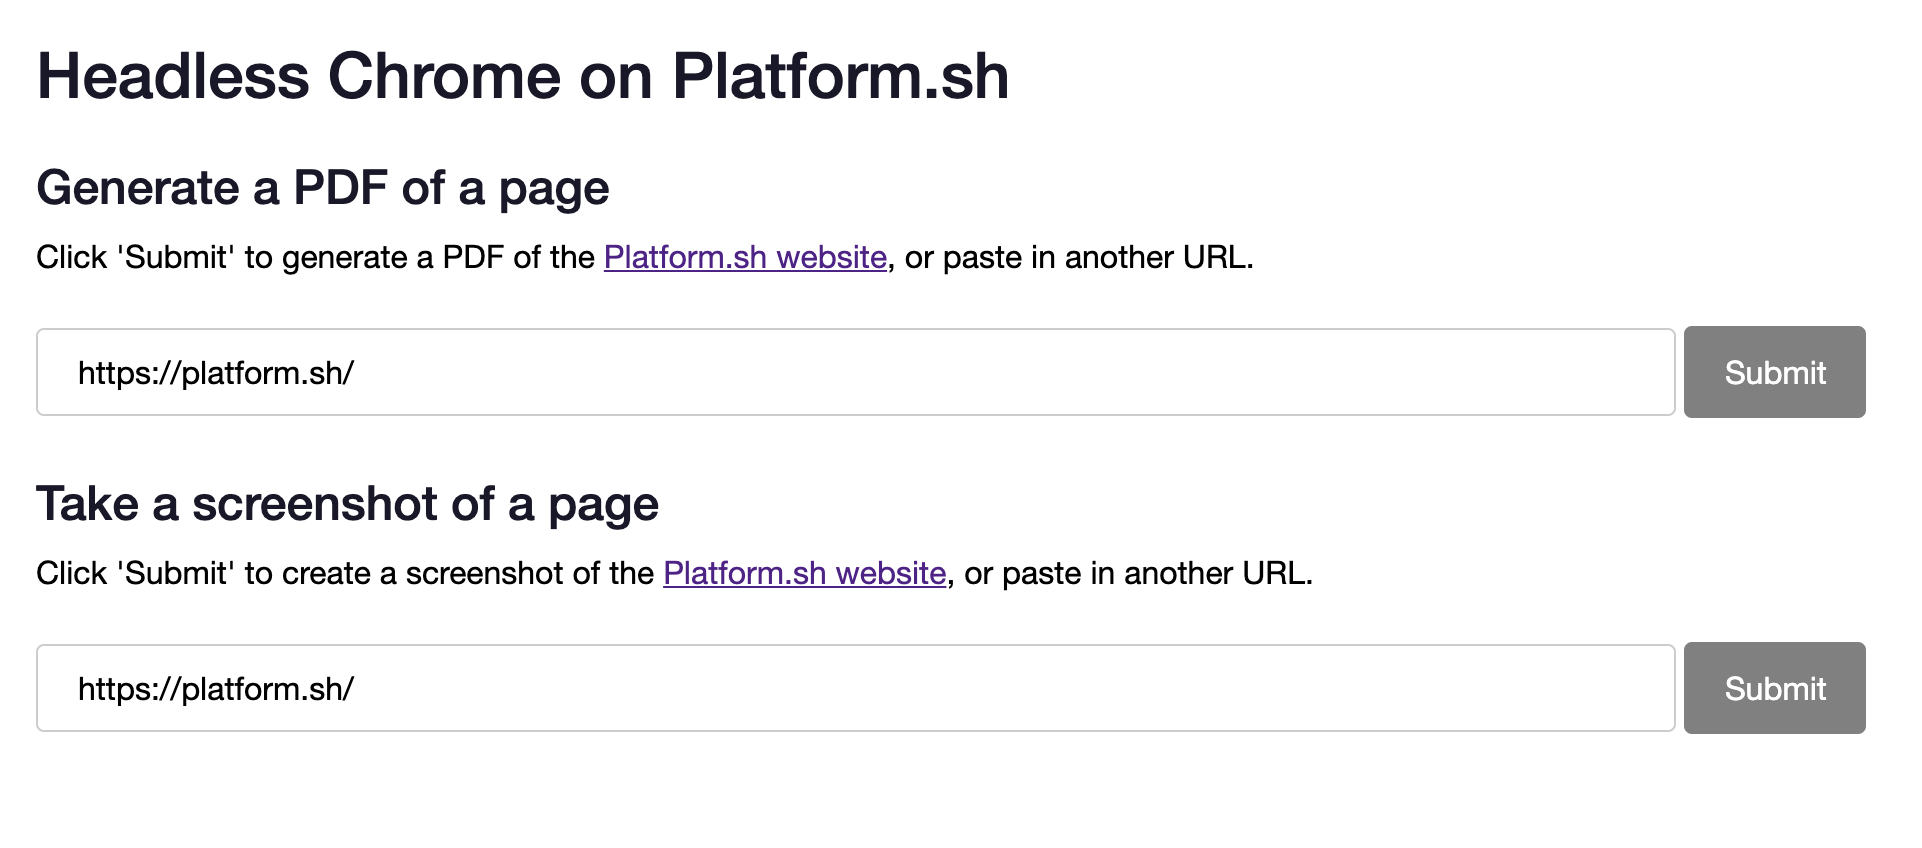 Headless Chrome on Platform.sh
Generate a PDF of a page
Click 'Submit' to generate a PDF of the Platform.sh website, or paste in another URL.
https://platform.sh/ Submit
Take a screenshot of a page
Click 'Submit' to create a screenshot of the Platform.sh website, or paste in another URL.
https://platform.sh/ Submit